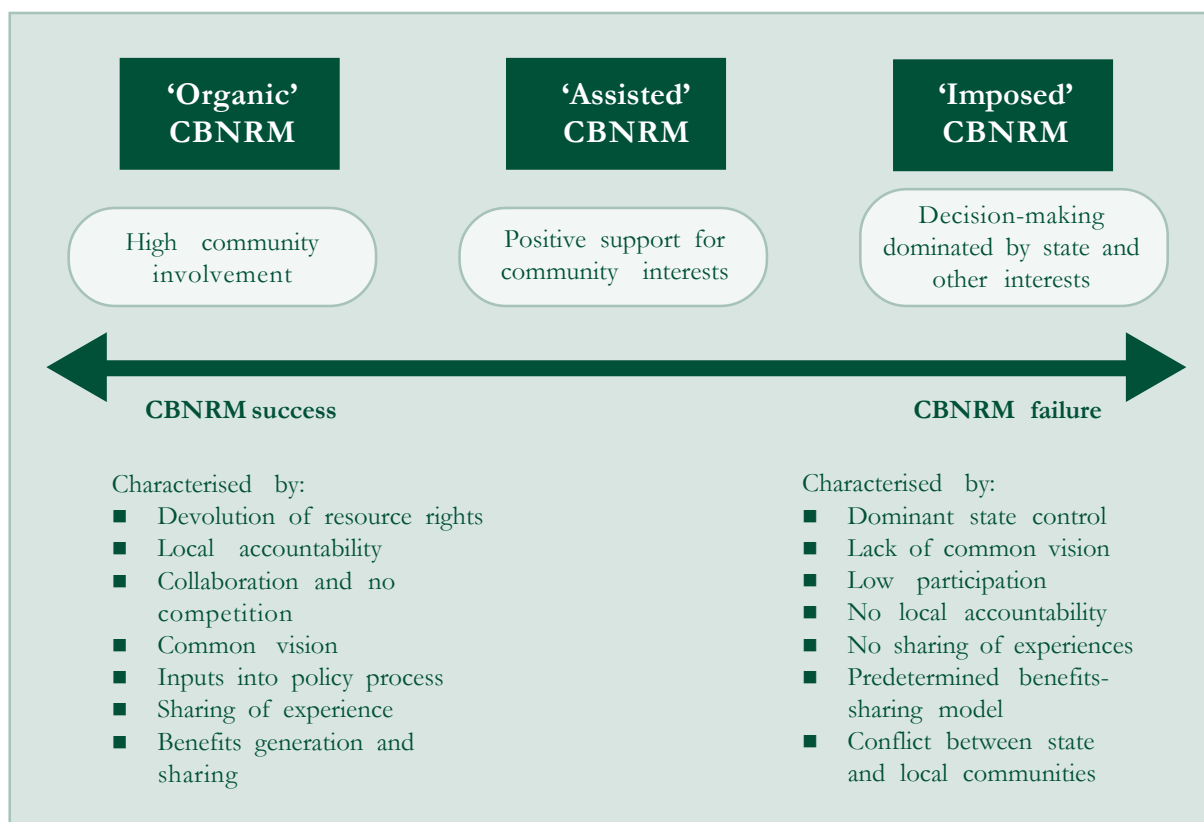 ‘Organic’
CBNRM
‘Assisted’
CBNRM
‘Imposed’
CBNRM
High community
involvement
Positive support for
community interests
Decision-making
dominated by state and
other interests
CBNRM success
CBNRM failure
Characterised by:
■ Devolution of resource rights
■ Local accountability
■ Collaboration and no
competition
■ Common vision
■ Inputs into policy process
■ Sharing of experience
■ Benefits generation and
sharing
Characterised by:
■ Dominant state control
■ Lack of common vision
■ Low participation
■ No local accountability
■ No sharing of experiences
■ Predetermined benefits-
sharing model
■ Conflict between state
and local communities